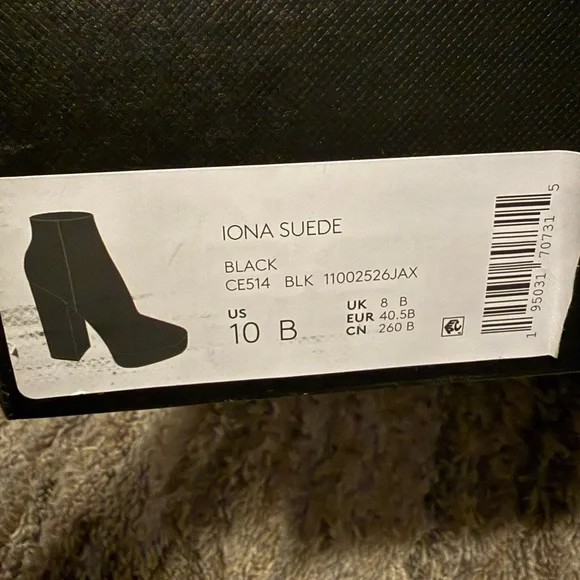 IONA SUEDE
BLACK
CE514 BLK 11002526JAX
US
10 B
UK 8 B
EUR 40.5B
CN 260 B
1 95031 70731 5